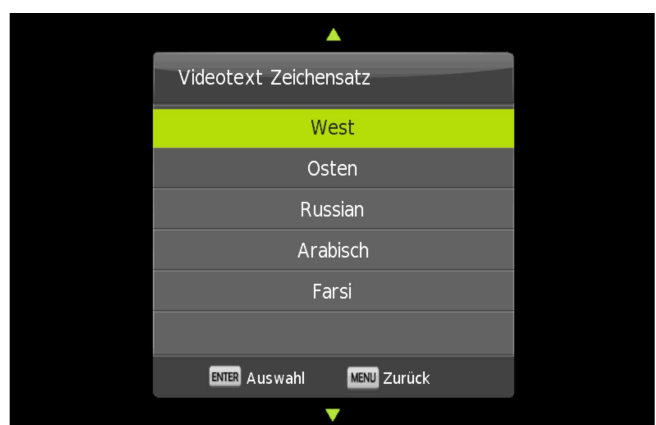 Videotext Zeichensatz
West
Osten
Russian
Arabisch
Farsi
ENTER Auswahl MENU Zurück